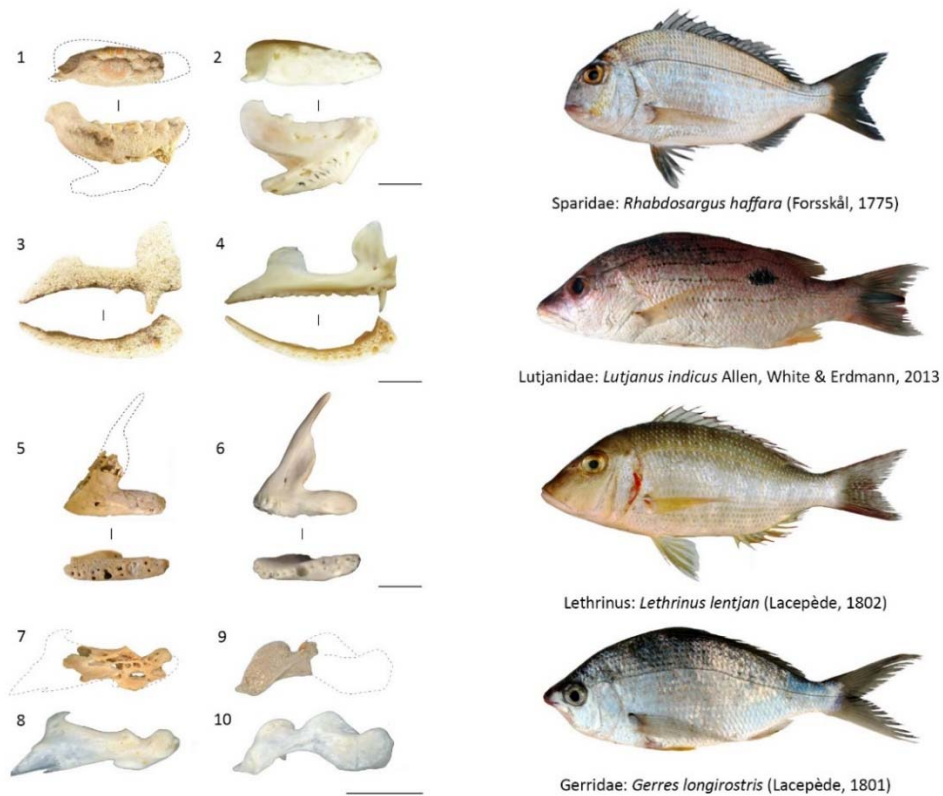 1
2
Sparidae: Rhabdosargus haffara (Forsskål, 1775)
3
4
Lutjanidae: Lutjanus indicus Allen, White & Erdmann, 2013
5
6
Lethrinus: Lethrinus lentjan (Lacepède, 1802)
7
9
8
10
Gerridae: Gerres longirostris (Lacepède, 1801)